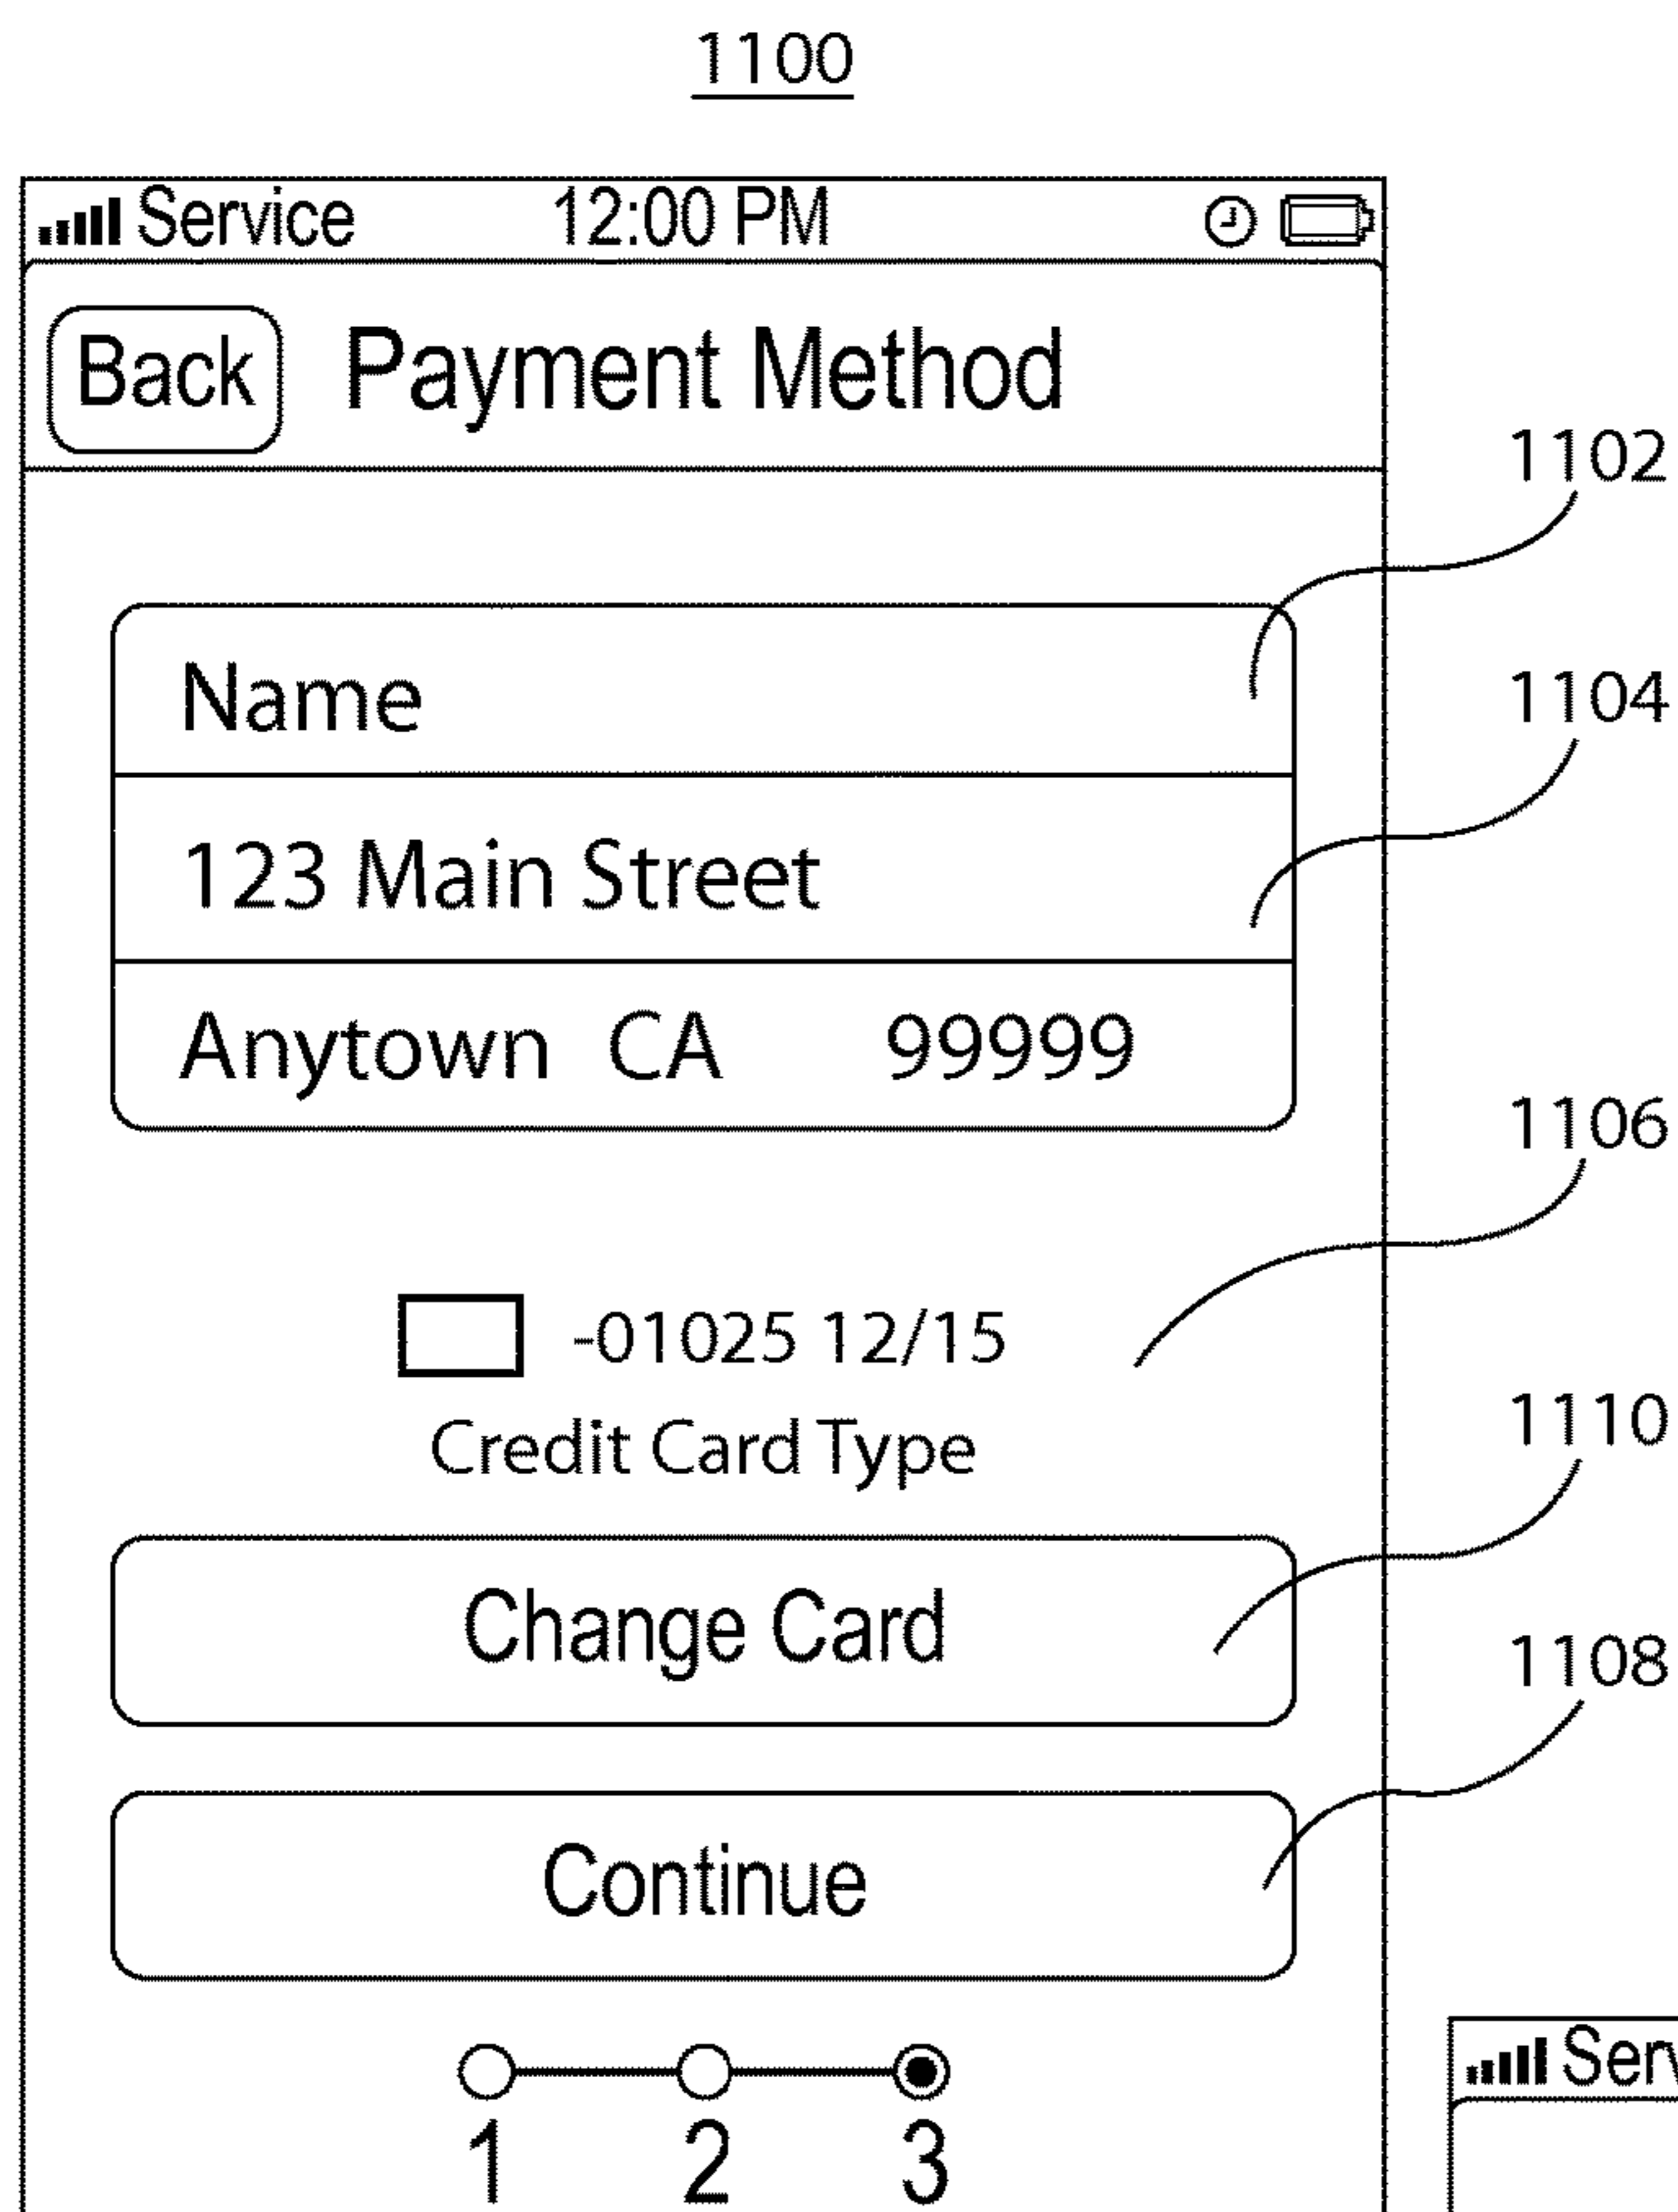 1100
Service 12:00 PM
Back Payment Method
1102
Name
1104
123 Main Street
Anytown CA 99999
1106
-01025 12/15
Credit Card Type
1110
Change Card
1108
Continue
1 2 3